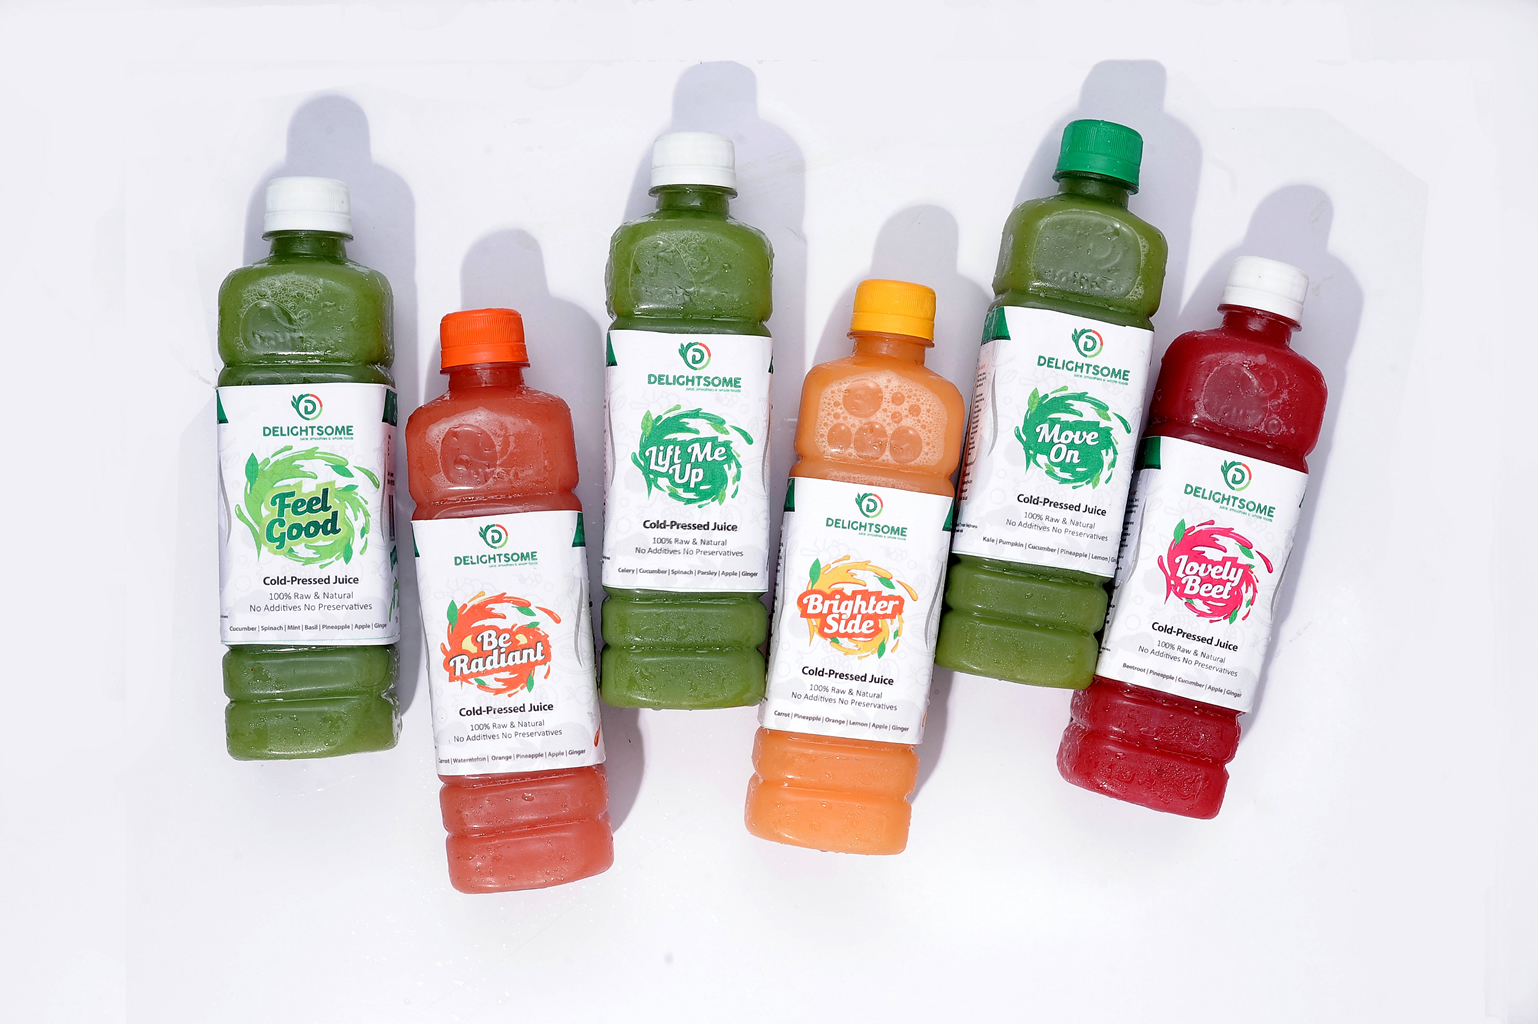 DELIGHTSOME
Feel
Good
Cold-Pressed Juice
100% Raw & Natural
No Additives No Preservatives
Cucumber | Spinach | Mint | Basil | Pineapple | Apple | Ginger
DELIGHTSOME
Be
Radiant
Cold-Pressed Juice
100% Raw & Natural
No Additives No Preservatives
Carrot | Watermelon | Orange | Pineapple | Apple | Ginger
DELIGHTSOME
Lift Me
Up
Cold-Pressed Juice
100% Raw & Natural
No Additives No Preservatives
Celery | Cucumber | Spinach | Parsley | Apple | Ginger
DELIGHTSOME
Brighter
Side
Cold-Pressed Juice
100% Raw & Natural
No Additives No Preservatives
Carrot | Pineapple | Orange | Lemon | Apple | Ginger
DELIGHTSOME
Move
On
Cold-Pressed Juice
100% Raw & Natural
No Additives No Preservatives
Kale | Pumpkin | Cucumber | Pineapple | Lemon |
DELIGHTSOME
Lovely
Beet
Cold-Pressed Juice
100% Raw & Natural
No Additives No Preservatives
Beetroot | Pineapple | Cucumber | Apple | Ginger